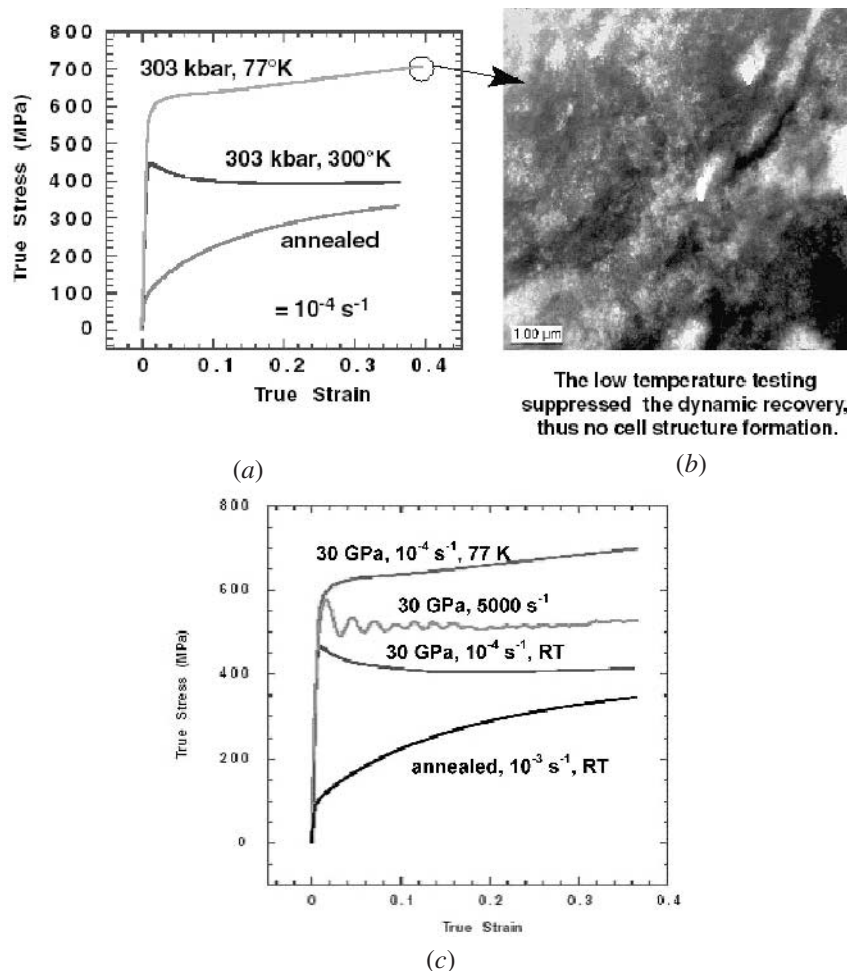 800
700
600
500
400
300
200
100
0
True Stress (MPa)
303 kbar, 77°K
303 kbar, 300°K
annealed
= 10⁻⁴ s⁻¹
0 0.1 0.2 0.3 0.4
True Strain
(a)
1.00 µm
The low temperature testing
suppressed the dynamic recovery,
thus no cell structure formation.
(b)
800
600
400
200
0
True Stress (MPa)
30 GPa, 10⁻⁴ s⁻¹, 77 K
30 GPa, 5000 s⁻¹
30 GPa, 10⁻⁴ s⁻¹, RT
annealed, 10⁻³ s⁻¹, RT
0 0.1 0.2 0.3 0.4
True Strain
(c)